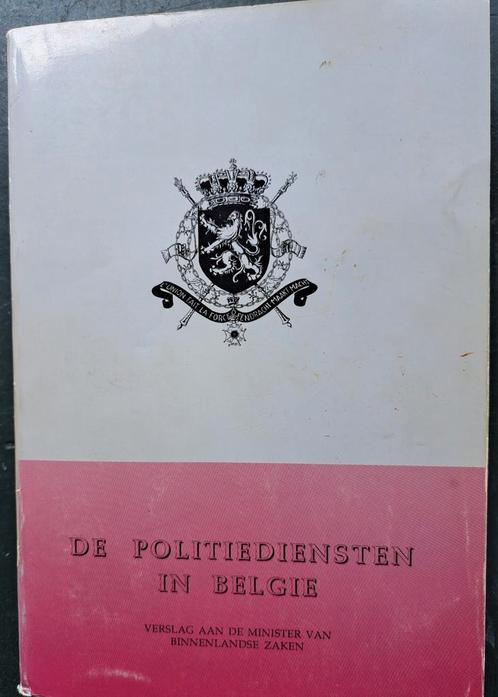 L'UNION FAIT LA FORCE EENDRACHT MAAKT MACHT
DE POLITIEDIENSTEN
IN BELGIE
VERSLAG AAN DE MINISTER VAN
BINNENLANDSE ZAKEN